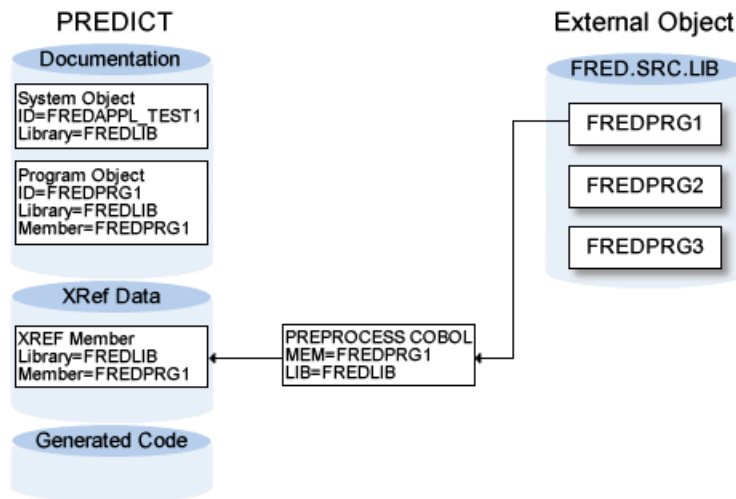 PREDICT
Documentation
System Object
ID=FREDAPPL_TEST1
Library=FREDLIB
Program Object
ID=FREDPRG1
Library=FREDLIB
Member=FREDPRG1
XRef Data
XREF Member
Library=FREDLIB
Member=FREDPRG1
Generated Code
PREPROCESS COBOL
MEM=FREDPRG1
LIB=FREDLIB
External Object
FRED.SRC.LIB
FREDPRG1
FREDPRG2
FREDPRG3